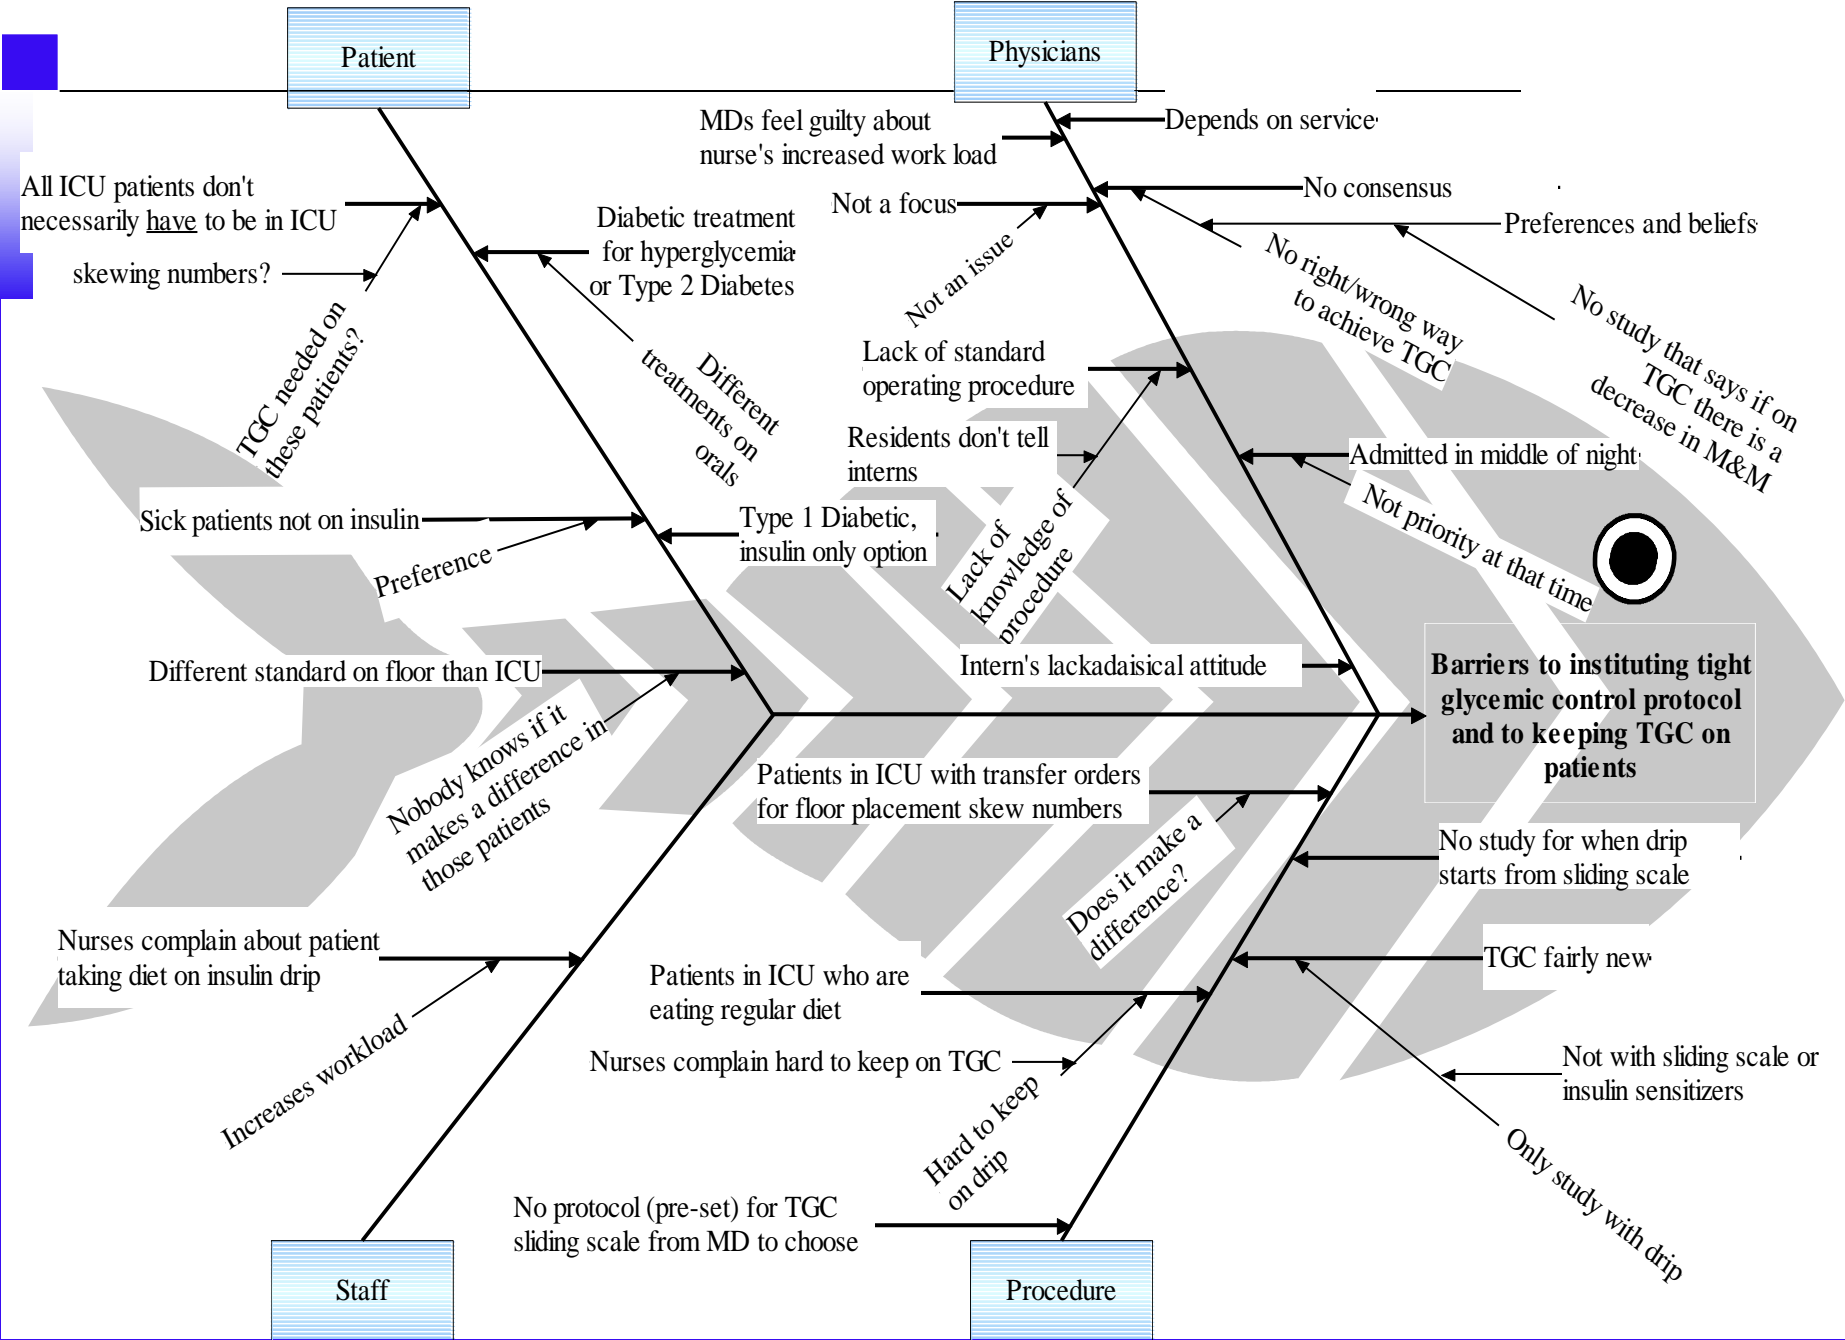 Patient
Physicians
MDs feel guilty about
nurse's increased work load
Depends on service
All ICU patients don't
necessarily have to be in ICU
Diabetic treatment
for hyperglycemia
or Type 2 Diabetes
Not a focus
No consensus
Preferences and beliefs
skewing numbers?
Not an issue
No right/wrong way
to achieve TGC
No study that says if on
TGC there is a
decrease in M&M
TGC needed on
these patients?
Different
treatments on
orals
Lack of standard
operating procedure
Residents don't tell
interns
Admitted in middle of night
Not priority at that time
Sick patients not on insulin
Preference
Type 1 Diabetic,
insulin only option
Lack of
knowledge of
procedure
Different standard on floor than ICU
Nobody knows if it
makes a difference in
those patients
Intern's lackadaisical attitude
Barriers to instituting tight
glycemic control protocol
and to keeping TGC on
patients
Patients in ICU with transfer orders
for floor placement skew numbers
Does it make a
difference?
No study for when drip
starts from sliding scale
Nurses complain about patient
taking diet on insulin drip
Increases workload
Patients in ICU who are
eating regular diet
TGC fairly new
Nurses complain hard to keep on TGC
Hard to keep
on drip
Not with sliding scale or
insulin sensitizers
Only study with drip
No protocol (pre-set) for TGC
sliding scale from MD to choose
Staff
Procedure